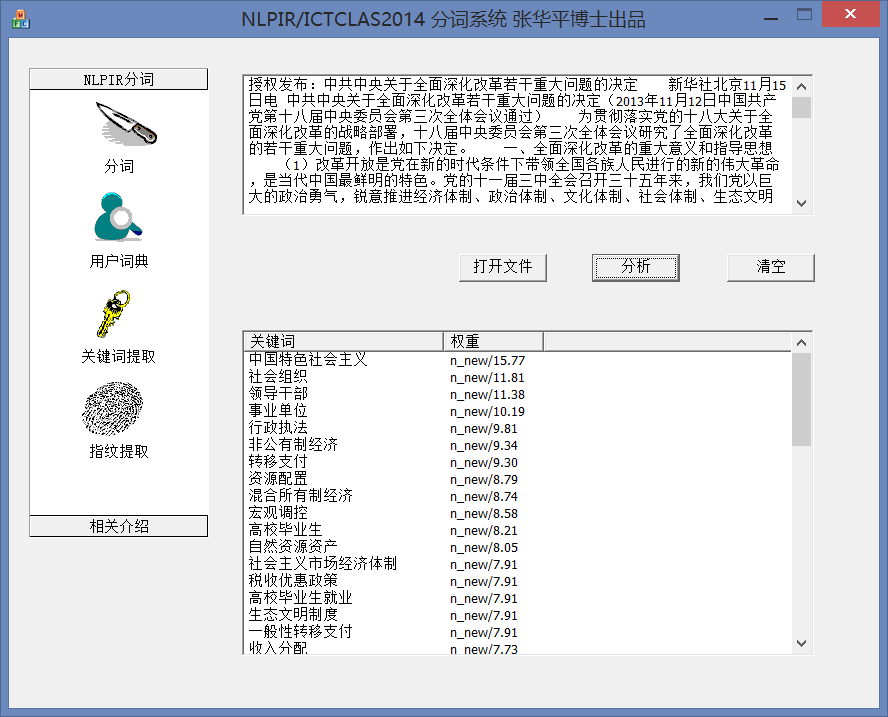 NLPIR/ICTCLAS2014 分词系统 张华平博士出品
NLPIR分词
分词
用户词典
关键词提取
指纹提取
相关介绍
授权发布：中共中央关于全面深化改革若干重大问题的决定　　新华社北京11月15
日电 中共中央关于全面深化改革若干重大问题的决定（2013年11月12日中国共产
党第十八届中央委员会第三次全体会议通过）　　为贯彻落实党的十八大关于全
面深化改革的战略部署，十八届中央委员会第三次全体会议研究了全面深化改革
的若干重大问题，作出如下决定。　　一、全面深化改革的重大意义和指导思想
（1）改革开放是党在新的时代条件下带领全国各族人民进行的新的伟大革命
，是当代中国最鲜明的特色。党的十一届三中全会召开三十五年来，我们党以巨
大的政治勇气，锐意推进经济体制、政治体制、文化体制、社会体制、生态文明
打开文件 分析 清空
关键词 权重
中国特色社会主义 n_new/15.77
社会组织 n_new/11.81
领导干部 n_new/11.38
事业单位 n_new/10.19
行政执法 n_new/9.81
非公有制经济 n_new/9.34
转移支付 n_new/9.30
资源配置 n_new/8.79
混合所有制经济 n_new/8.74
宏观调控 n_new/8.58
高校毕业生 n_new/8.21
自然资源资产 n_new/8.05
社会主义市场经济体制 n_new/7.91
税收优惠政策 n_new/7.91
高校毕业生就业 n_new/7.91
生态文明制度 n_new/7.91
一般性转移支付 n_new/7.91
收入分配 n_new/7.73